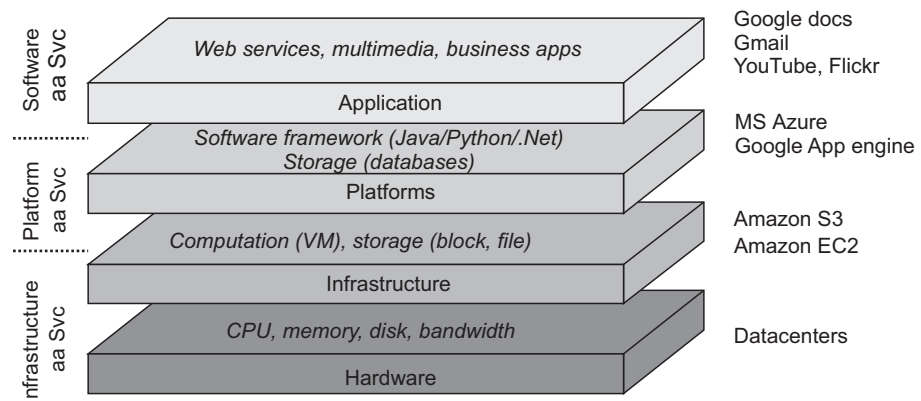 Software
aa Svc
Web services, multimedia, business apps
Application
Google docs
Gmail
YouTube, Flickr
Platform
aa Svc
Software framework (Java/Python/.Net)
Storage (databases)
Platforms
MS Azure
Google App engine
nfrastructure
aa Svc
Computation (VM), storage (block, file)
Infrastructure
Amazon S3
Amazon EC2
CPU, memory, disk, bandwidth
Hardware
Datacenters